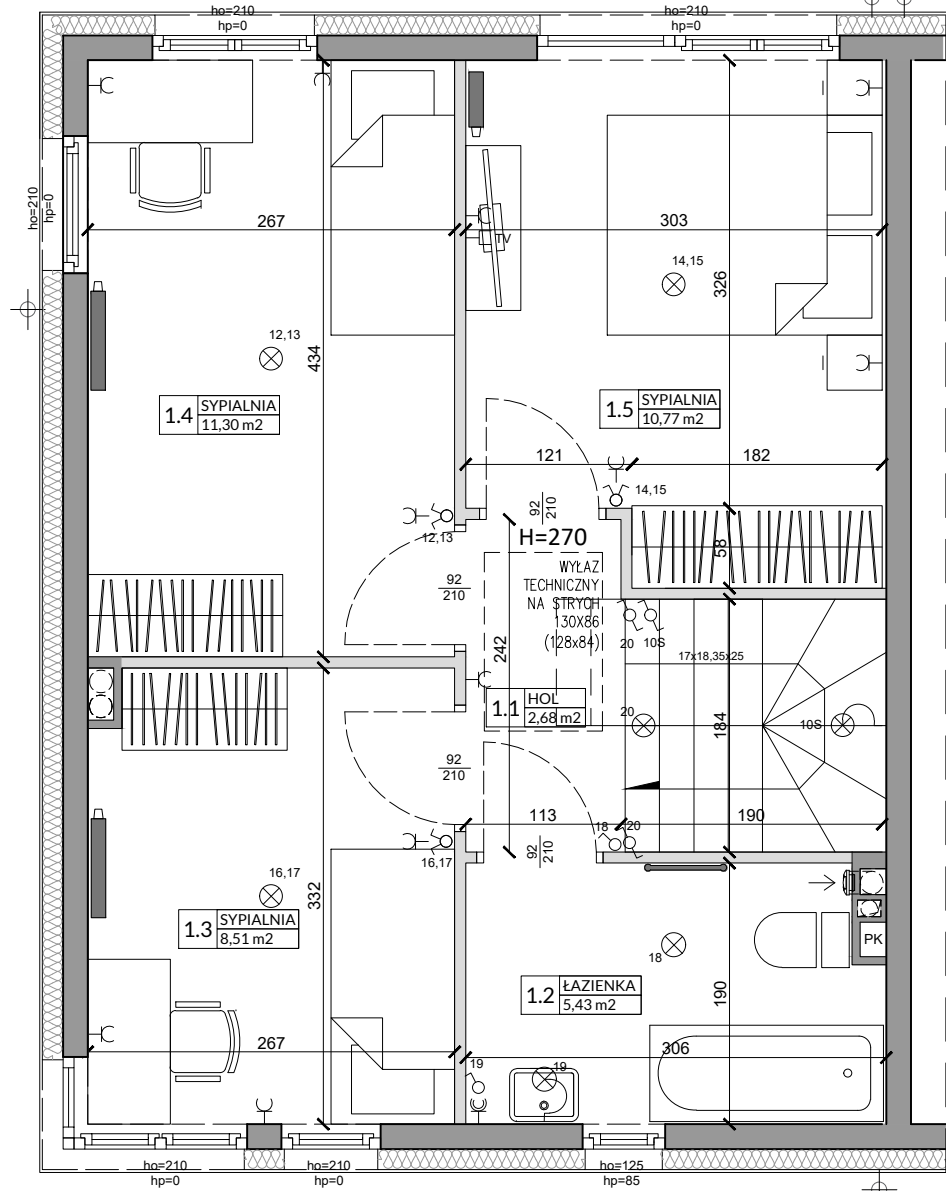 ho=210
hp=0
ho=210
hp=0
ho=210
hp=0
267
303
TV
14,15
326
12,13
434
1.4 SYPIALNIA
11,30 m2
1.5 SYPIALNIA
10,77 m2
121
182
14,15
92
210
12,13
H=270
58
WYŁAZ
TECHNICZNY
NA STRYCH
130X86
(128x84)
92
210
20
10S
242
17x18,35x25
1.1 HOL
2,68 m2
20
184
10S
92
210
113
18
20
190
92
210
16,17
16,17
332
1.3 SYPIALNIA
8,51 m2
PK
18
1.2 ŁAZIENKA
5,43 m2
190
267
306
19
19
ho=210
hp=0
ho=210
hp=0
ho=125
hp=85